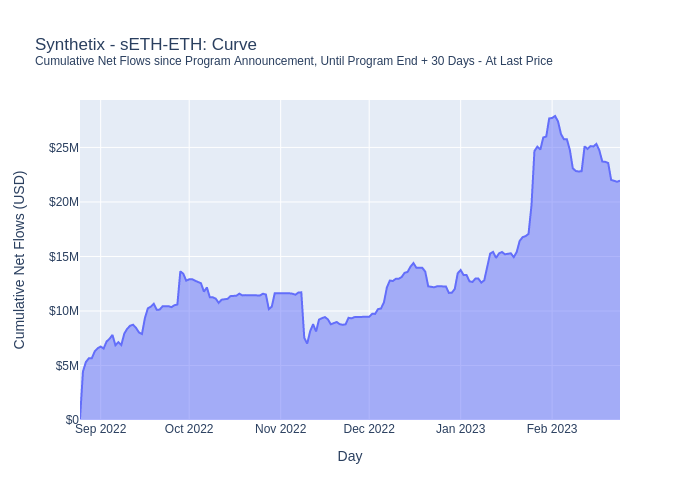 Synthetix - sETH-ETH: Curve
Cumulative Net Flows since Program Announcement, Until Program End + 30 Days - At Last Price
Cumulative Net Flows (USD)
$25M
$20M
$15M
$10M
$5M
$0
Sep 2022
Oct 2022
Nov 2022
Dec 2022
Jan 2023
Feb 2023
Day